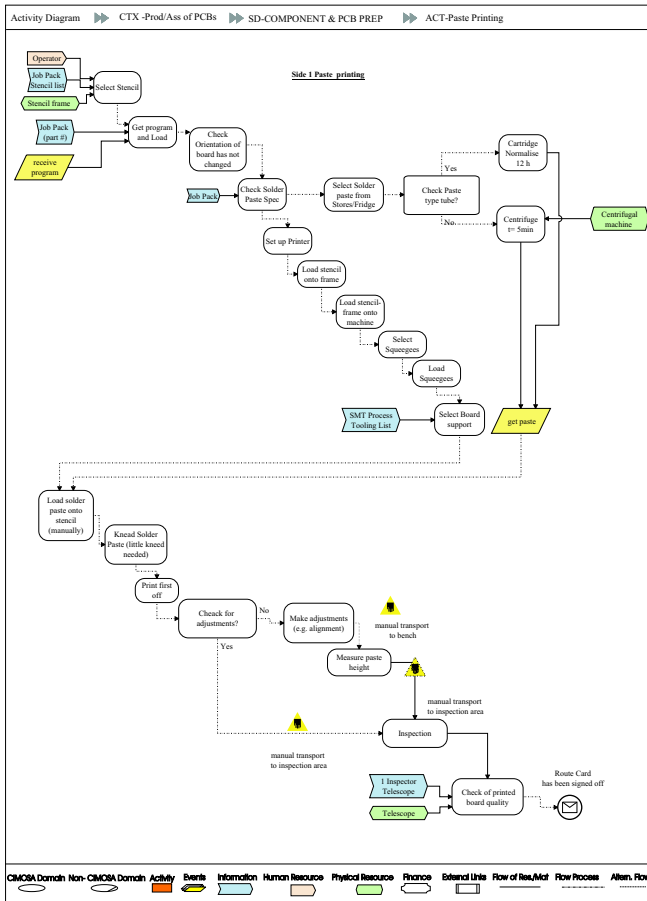 Activity Diagram CTX -Prod/Ass of PCBs SD-COMPONENT & PCB PREP ACT-Paste Printing
Side 1 Paste printing
Operator
Job Pack
Stencil list
Stencil frame
Select Stencil
Job Pack
(part #)
receive
program
Get program
and Load
Check
Orientation of
board has not
changed
Job Pack
Check Solder
Paste Spec
Select Solder
paste from
Stores/Fridge
Check Paste
type tube?
Yes
No
Cartridge
Normalise
12 h
Centrifuge
t= 5min
Centrifugal
machine
Set up Printer
Load stencil
onto frame
Load stencil-
frame onto
machine
Select
Squeegees
Load
Squeegees
SMT Process
Tooling List
Select Board
support
get paste
Load solder
paste onto
stencil
(manually)
Knead Solder
Paste (little kneed
needed)
Print first
off
Cheack for
adjustments?
No
Yes
Make adjustments
(e.g. alignment)
manual transport
to bench
Measure paste
height
manual transport
to inspection area
manual transport
to inspection area
Inspection
1 Inspector
Telescope
Telescope
Check of printed
board quality
Route Card
has been signed off
CIMOSA Domain Non- CIMOSA Domain Activity Events Information Human Resource Physical Resource Finance External Links Flow of Res./Mat Flow Process Altern. Flow